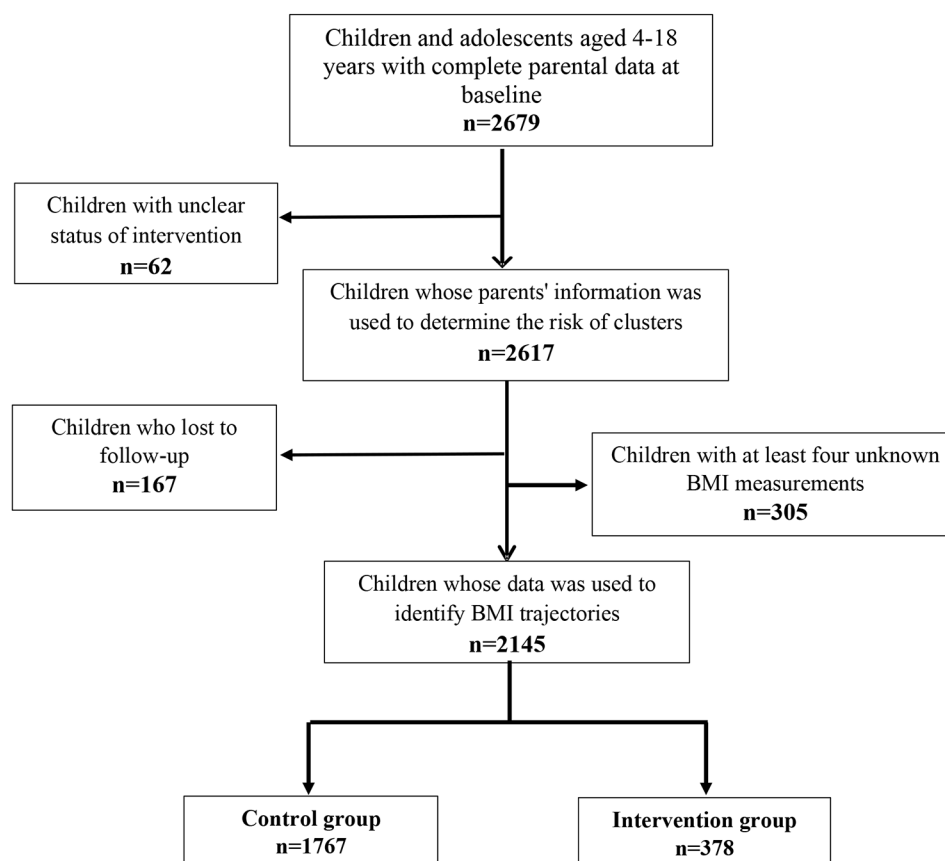 Children and adolescents aged 4-18
years with complete parental data at
baseline
n=2679
Children with unclear
status of intervention
n=62
Children whose parents' information was
used to determine the risk of clusters
n=2617
Children who lost to
follow-up
n=167
Children with at least four unknown
BMI measurements
n=305
Children whose data was used to
identify BMI trajectories
n=2145
Control group
n=1767
Intervention group
n=378